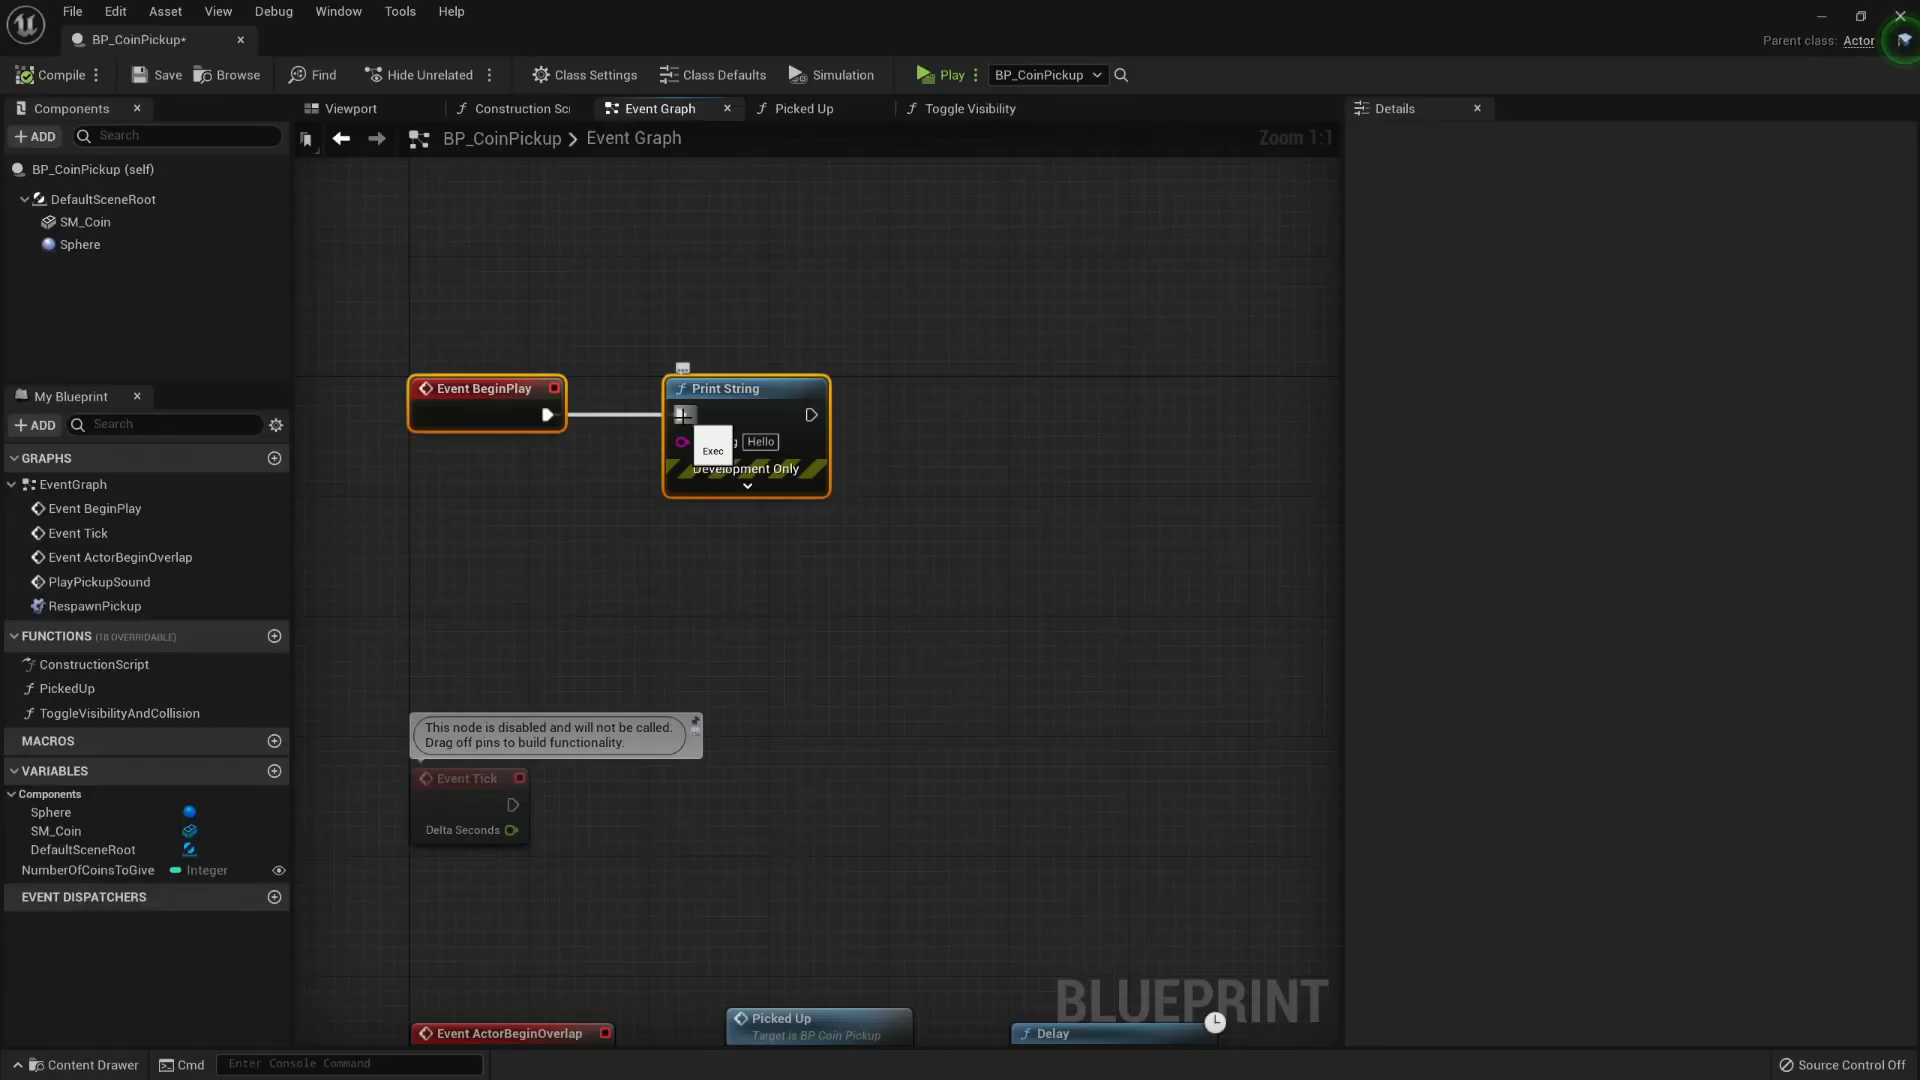 File Edit Asset View Debug Window Tools Help
BP_CoinPickup*
Parent class: Actor
Compile Save Browse Find Hide Unrelated Class Settings Class Defaults Simulation Play BP_CoinPickup
Components
Viewport Construction Sc Event Graph Picked Up Toggle Visibility
Details
ADD Search
BP_CoinPickup Event Graph
Zoom 1:1
BP_CoinPickup (self)
DefaultSceneRoot
SM_Coin
Sphere
My Blueprint
ADD Search
GRAPHS
EventGraph
Event BeginPlay
Event Tick
Event ActorBeginOverlap
PlayPickupSound
RespawnPickup
FUNCTIONS (18 OVERRIDABLE)
ConstructionScript
PickedUp
ToggleVisibilityAndCollision
MACROS
VARIABLES
Components
Sphere
SM_Coin
DefaultSceneRoot
NumberOfCoinsToGive Integer
EVENT DISPATCHERS
Event BeginPlay
Print String
Hello
Exec
Development Only
This node is disabled and will not be called.
Drag off pins to build functionality.
Event Tick
Delta Seconds
Event ActorBeginOverlap
Picked Up
Target is BP Coin Pickup
Delay
BLUEPRINT
Content Drawer Cmd Enter Console Command
Source Control Off